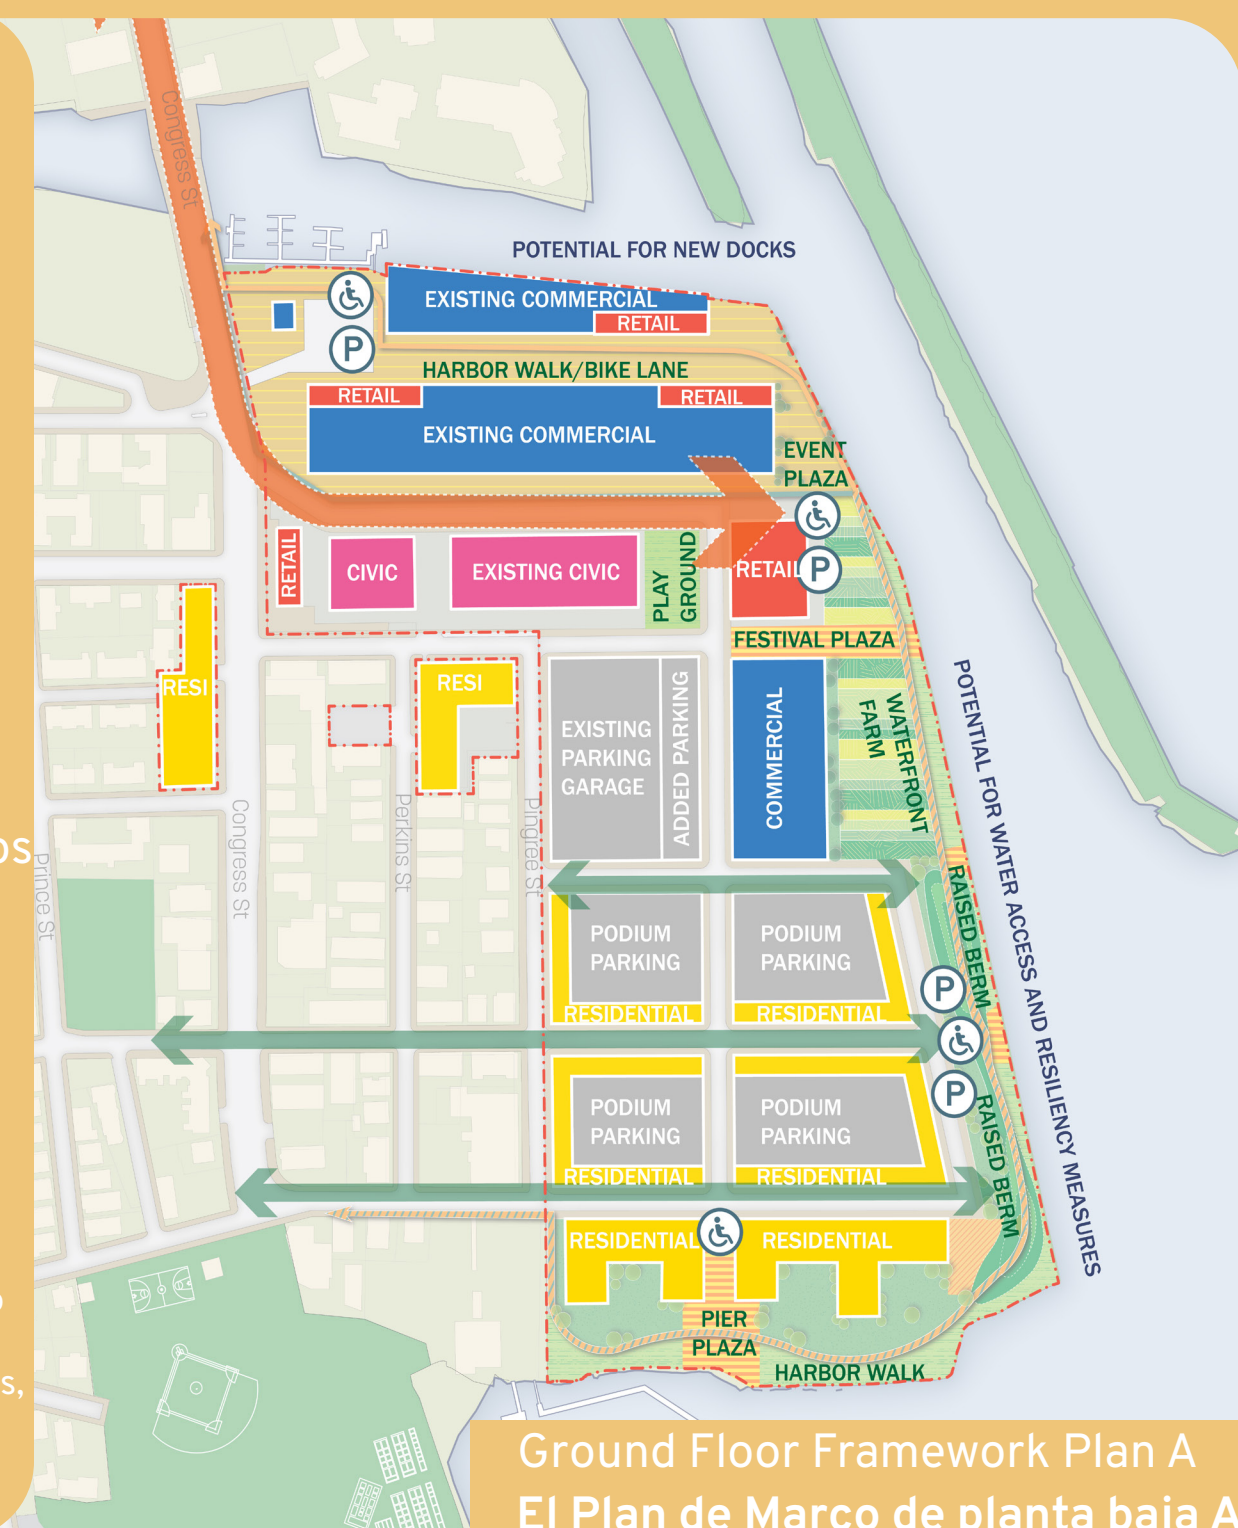 Congress St
POTENTIAL FOR NEW DOCKS
EXISTING COMMERCIAL
RETAIL
P
HARBOR WALK/BIKE LANE
RETAIL
RETAIL
EXISTING COMMERCIAL
EVENT
PLAZA
RETAIL
CIVIC
EXISTING CIVIC
PLAY
GROUND
RETAIL
P
FESTIVAL PLAZA
RESI
RESI
EXISTING
PARKING
GARAGE
ADDED PARKING
COMMERCIAL
WATERFRONT
FARM
POTENTIAL FOR WATER ACCESS AND RESILIENCY MEASURES
os
Prince St
Congress St
Perkins St
Pingree St
RAISED BERM
PODIUM
PARKING
PODIUM
PARKING
P
RESIDENTIAL
RESIDENTIAL
PODIUM
PARKING
PODIUM
PARKING
P
RAISED BERM
RESIDENTIAL
RESIDENTIAL
RESIDENTIAL
RESIDENTIAL
PIER
PLAZA
HARBOR WALK
s,
Ground Floor Framework Plan A
El Plan de Marco de planta baja A